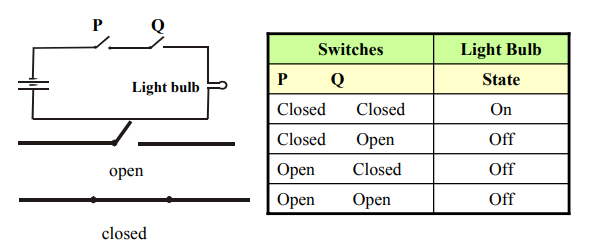 P Q
Light bulb
open
closed
Switches Light Bulb
P Q State
Closed Closed On
Closed Open Off
Open Closed Off
Open Open Off